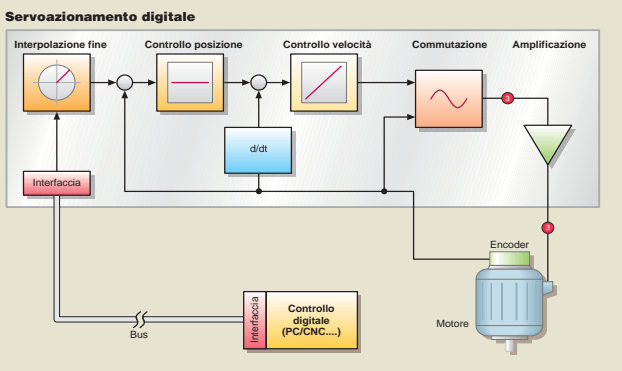 Servoazionamento digitale
Interpolazione fine
Controllo posizione
Controllo velocità
Commutazione
Amplificazione
3
d/dt
Interfaccia
3
Encoder
Motore
Interfaccia
Controllo
digitale
(PC/CNC....)
Bus